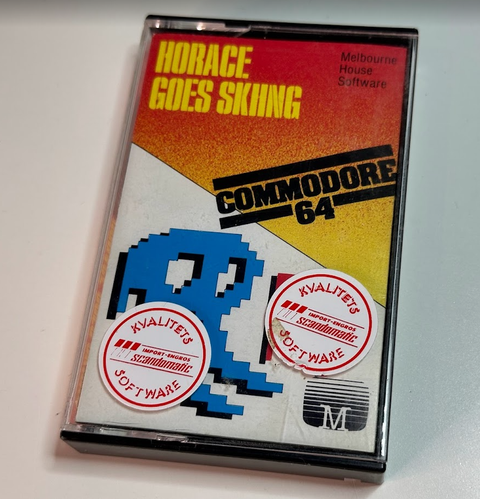 HORACE
GOES SKIING
Melbourne
House
Software
COMMODORE
64
KVALITETS
IMPORT-ENGROS
Scandomatic
SOFTWARE
KVALITETS
IMPORT-ENGROS
Scandomatic
SOFTWARE
M